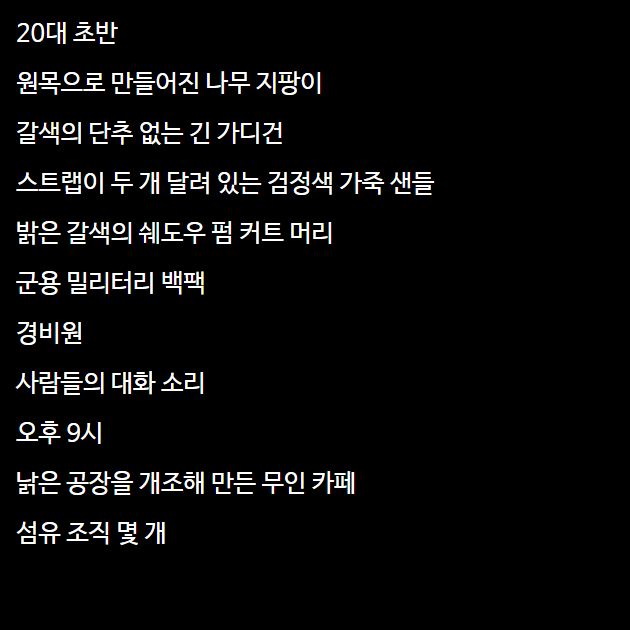 20대 초반
원목으로 만들어진 나무 지팡이
갈색의 단추 없는 긴 가디건
스트랩이 두 개 달려 있는 검정색 가죽 샌들
밝은 갈색의 쉐도우 펌 커트 머리
군용 밀리터리 백팩
경비원
사람들의 대화 소리
오후 9시
낡은 공장을 개조해 만든 무인 카페
섬유 조직 몇 개